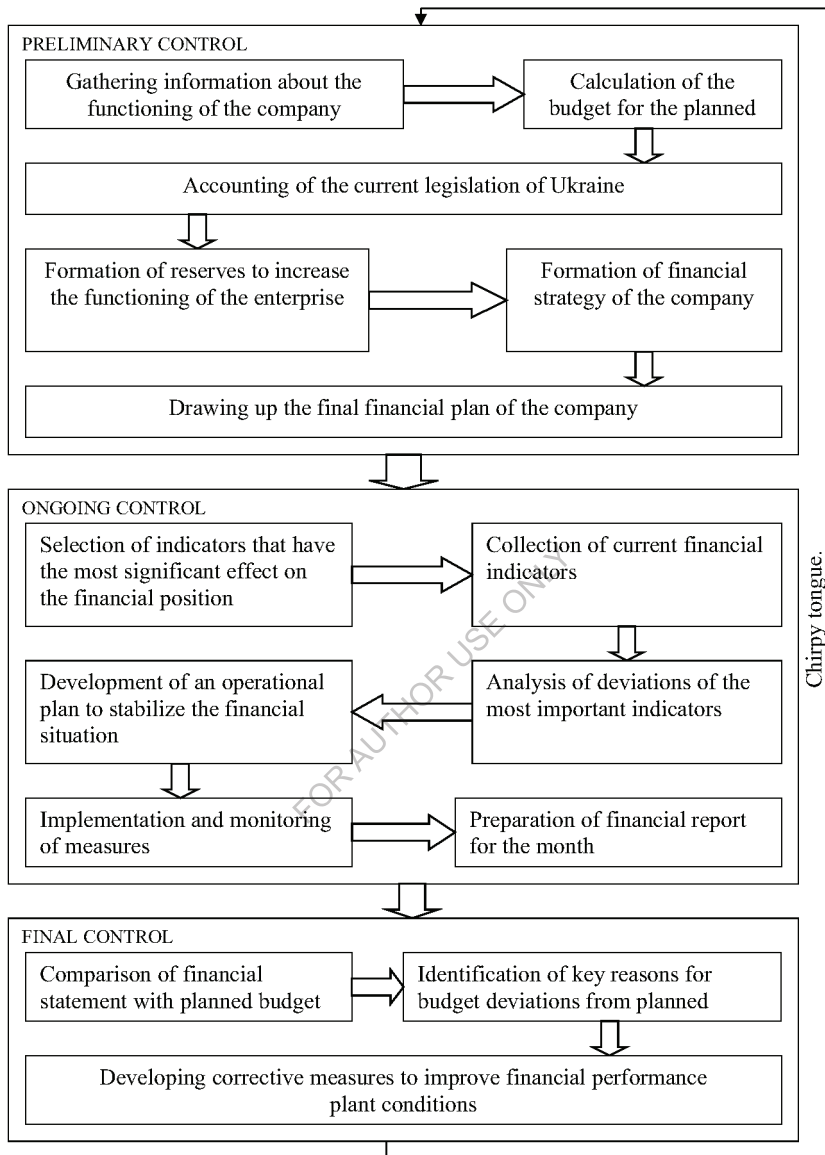 PRELIMINARY CONTROL
Gathering information about the
functioning of the company
Calculation of the
budget for the planned
Accounting of the current legislation of Ukraine
Formation of reserves to increase
the functioning of the enterprise
Formation of financial
strategy of the company
Drawing up the final financial plan of the company
ONGOING CONTROL
Selection of indicators that have
the most significant effect on
the financial position
Collection of current financial
indicators
Analysis of deviations of the
most important indicators
Development of an operational
plan to stabilize the financial
situation
Implementation and monitoring
of measures
Preparation of financial report
for the month
FINAL CONTROL
Comparison of financial
statement with planned budget
Identification of key reasons for
budget deviations from planned
Developing corrective measures to improve financial performance
plant conditions
Chirpy tongue.
FOR AUTHOR USE ONLY